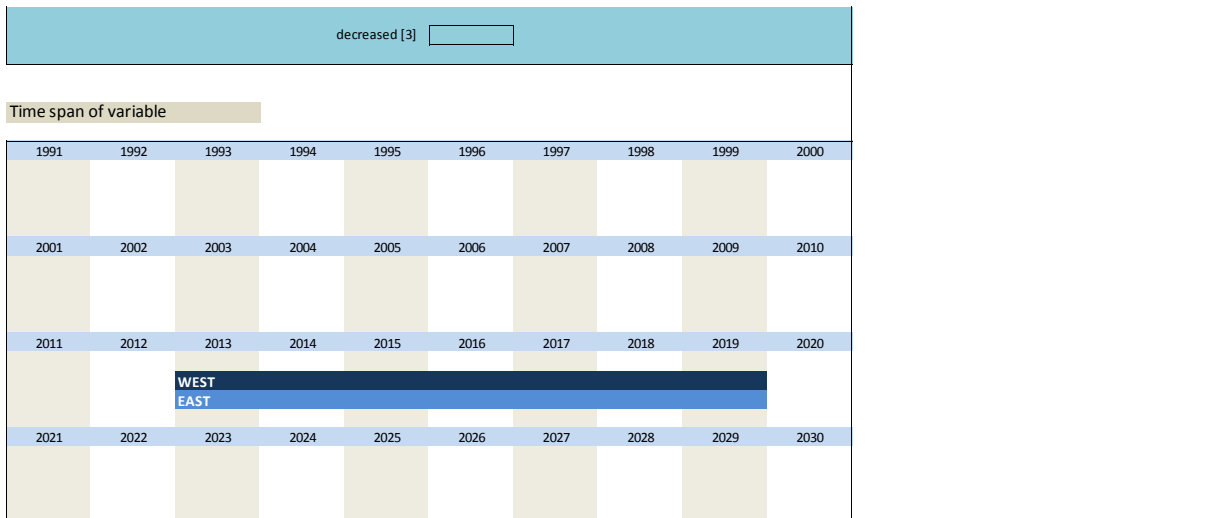 decreased [3]
Time span of variable
1991 1992 1993 1994 1995 1996 1997 1998 1999 2000
2001 2002 2003 2004 2005 2006 2007 2008 2009 2010
2011 2012 2013 2014 2015 2016 2017 2018 2019 2020
WEST
EAST
2021 2022 2023 2024 2025 2026 2027 2028 2029 2030